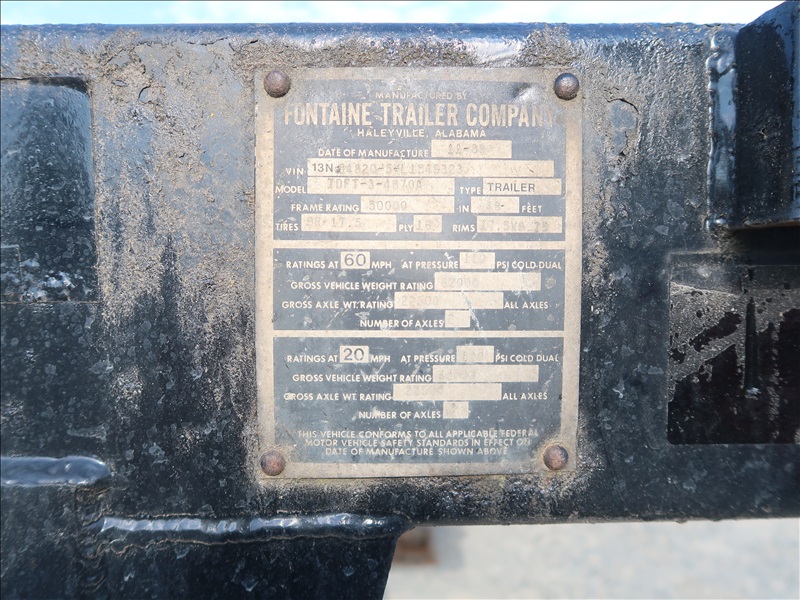 MANUFACTURED BY
FONTAINE TRAILER COMPANY
HALEYVILLE, ALABAMA
DATE OF MANUFACTURE
VIN 13N
MODEL TYPE TRAILER
FRAME RATING 50000 IN 48 FEET
TIRES PLY RIMS
RATINGS AT 60 MPH AT PRESSURE PSI COLD DUAL
GROSS VEHICLE WEIGHT RATING
GROSS AXLE WT. RATING 22500 ALL AXLES
NUMBER OF AXLES
RATINGS AT 20 MPH AT PRESSURE PSI COLD DUAL
GROSS VEHICLE WEIGHT RATING
GROSS AXLE WT. RATING ALL AXLES
NUMBER OF AXLES
THIS VEHICLE CONFORMS TO ALL APPLICABLE FEDERAL
MOTOR VEHICLE SAFETY STANDARDS IN EFFECT ON
DATE OF MANUFACTURE SHOWN ABOVE